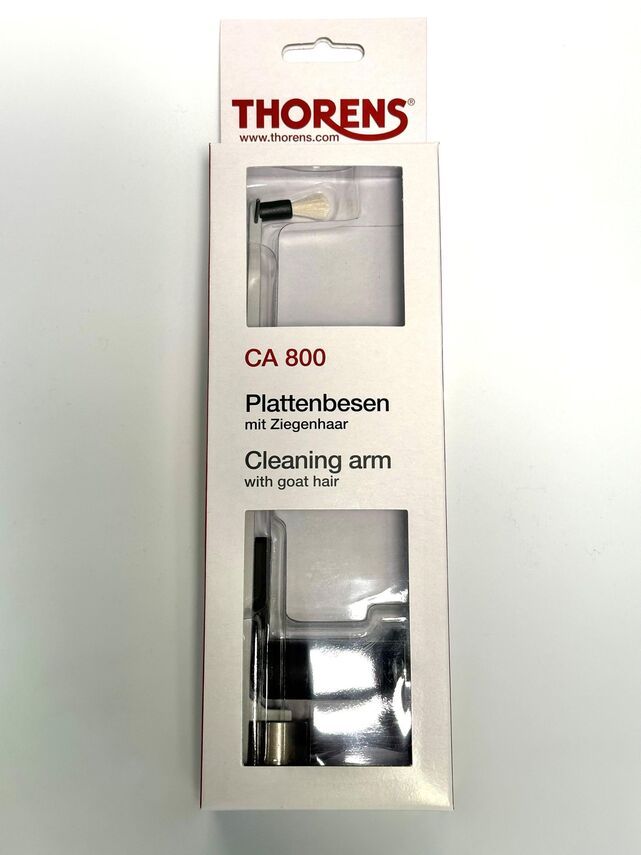 THORENS®
www.thorens.com
CA 800
Plattenbesen
mit Ziegenhaar
Cleaning arm
with goat hair